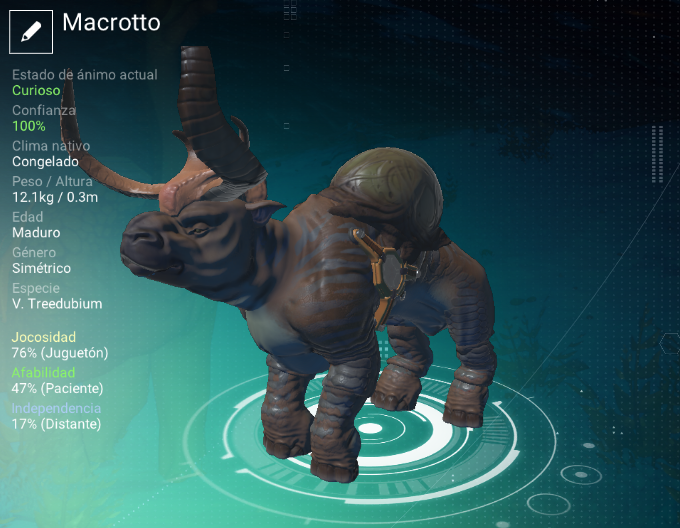 Macrotto
Estado de ánimo actual
Curioso
Confianza
100%
Clima nativo
Congelado
Peso / Altura
12.1kg / 0.3m
Edad
Maduro
Género
Simétrico
Especie
V. Treedubium
Jocosidad
76% (Juguetón)
Afabilidad
47% (Paciente)
Independencia
17% (Distante)